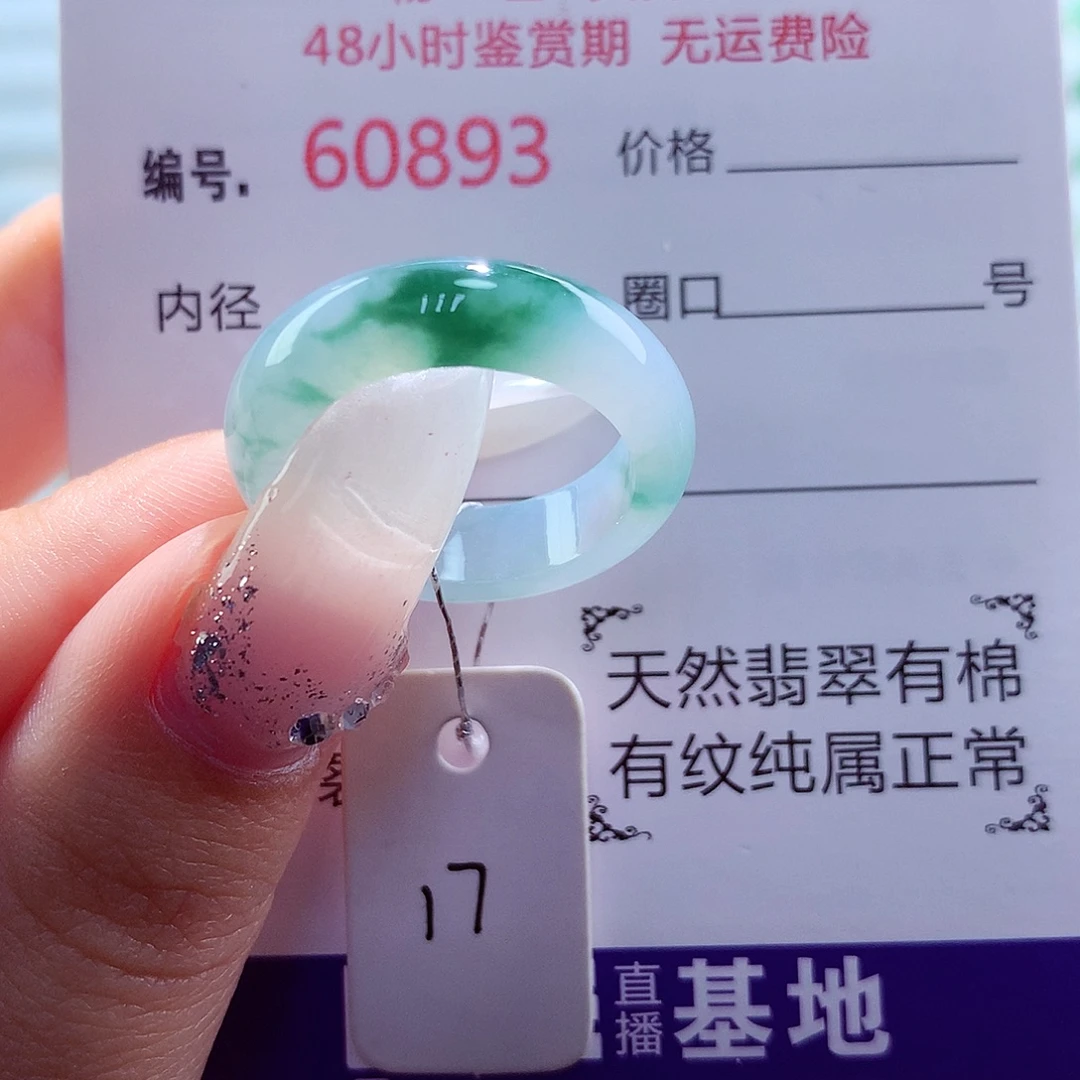 48小时鉴赏期 无运费险
编号. 60893 价格
内径 圈口 号
天然翡翠有棉
有纹纯属正常
17
直播基地